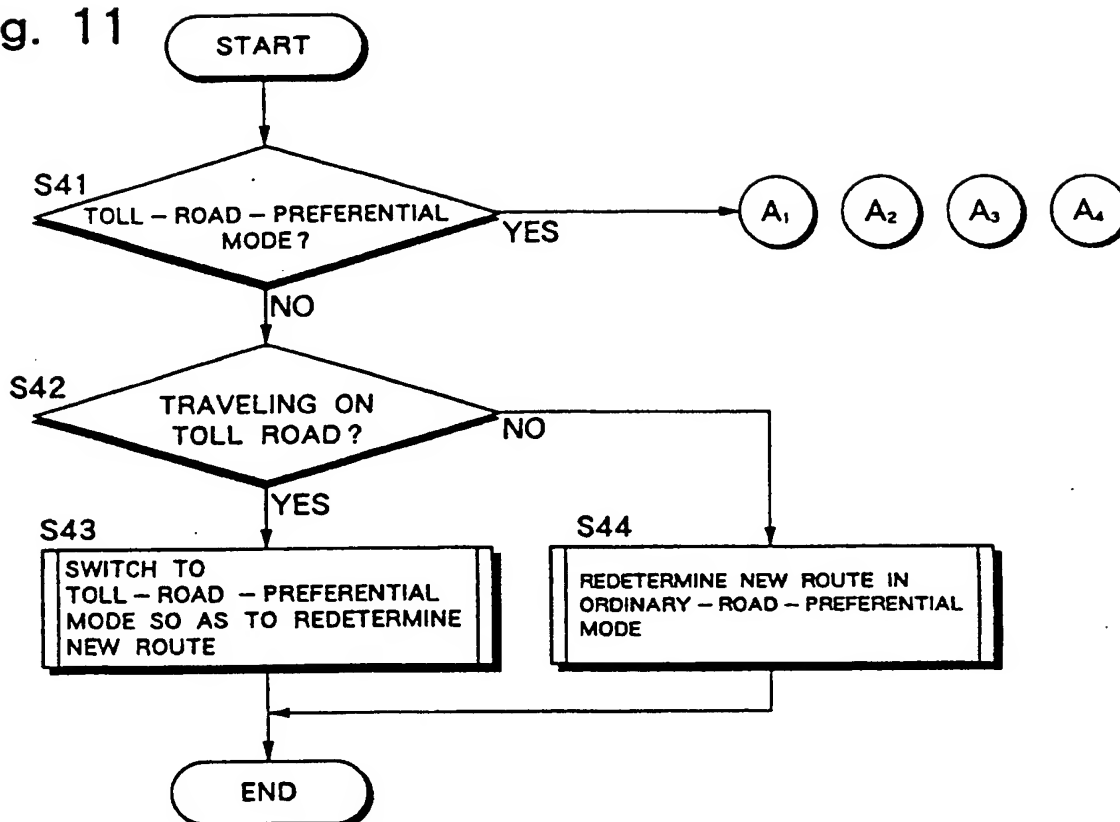 g. 11
START
S41
TOLL – ROAD – PREFERENTIAL
MODE?
YES
A₁ A₂ A₃ A₄
NO
S42
TRAVELING ON
TOLL ROAD?
NO
YES
S43
SWITCH TO
TOLL – ROAD – PREFERENTIAL
MODE SO AS TO REDETERMINE
NEW ROUTE
S44
REDETERMINE NEW ROUTE IN
ORDINARY – ROAD – PREFERENTIAL
MODE
END